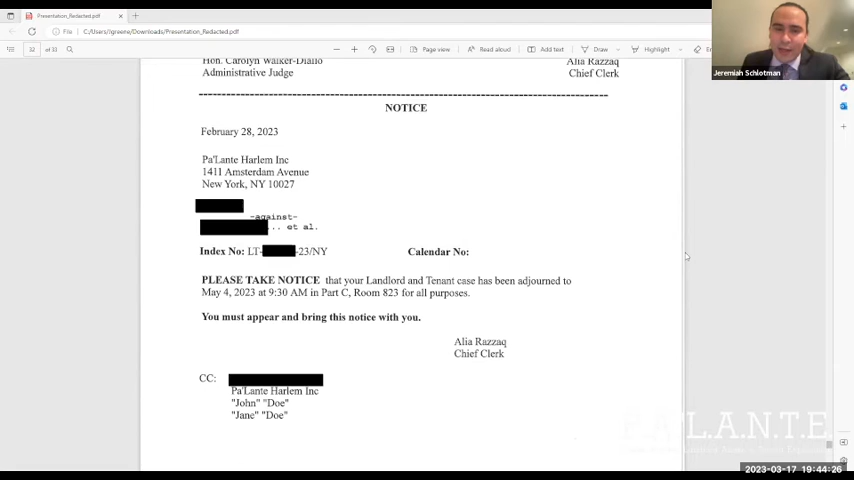 Presentation_Redacted.pdf
File
C:/Users/lgreene/Downloads/Presentation_Redacted.pdf
32 of 31
Page view
Read aloud
Add text
Draw
Highlight
Jeremiah Schlotman
Hon. Carolyn Walker-Diallo
Administrative Judge
Alia Razzaq
Chief Clerk
NOTICE
February 28, 2023
Pa'Lante Harlem Inc
1411 Amsterdam Avenue
New York, NY 10027
-against-
.., et al.
Index No: LT- -23/NY
Calendar No:
PLEASE TAKE NOTICE that your Landlord and Tenant case has been adjourned to
May 4, 2023 at 9:30 AM in Part C, Room 823 for all purposes.
You must appear and bring this notice with you.
Alia Razzaq
Chief Clerk
CC:
Pa'Lante Harlem Inc
"John" "Doe"
"Jane" "Doe"
P.A.L.A.N.T.E
2023-03-17 19:44:26